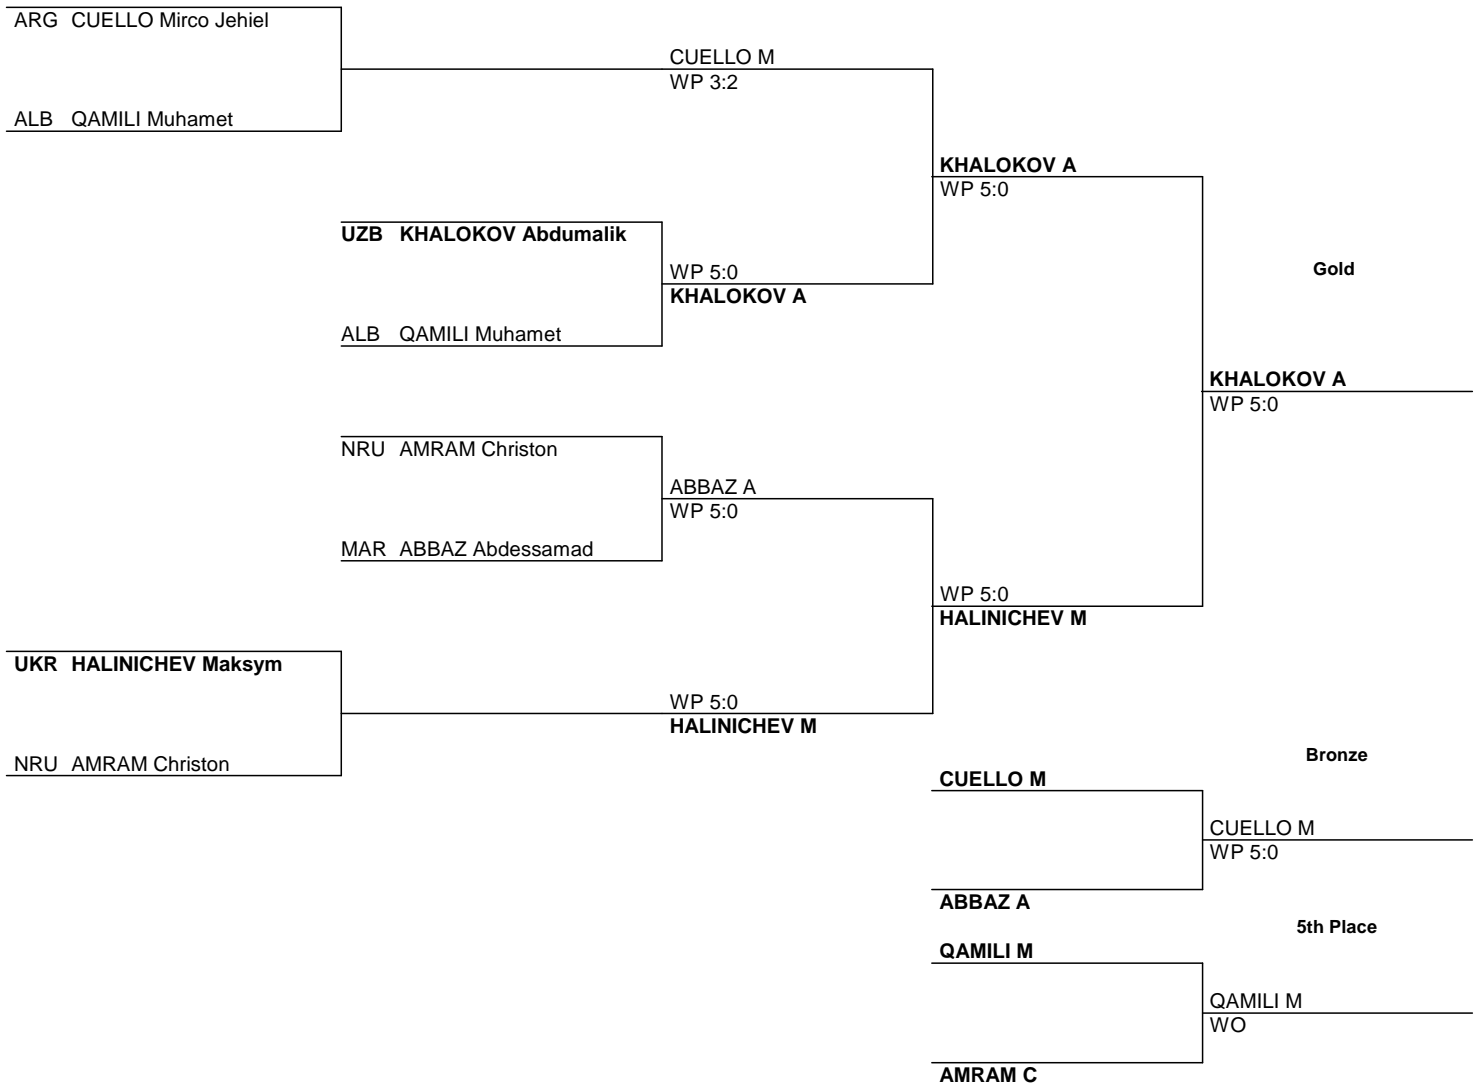 ARG CUELLO Mirco Jehiel
CUELLO M
WP 3:2
ALB QAMILI Muhamet
KHALOKOV A
WP 5:0
UZB KHALOKOV Abdumalik
WP 5:0
KHALOKOV A
Gold
ALB QAMILI Muhamet
KHALOKOV A
WP 5:0
NRU AMRAM Christon
ABBAZ A
WP 5:0
MAR ABBAZ Abdessamad
WP 5:0
HALINICHEV M
UKR HALINICHEV Maksym
WP 5:0
HALINICHEV M
NRU AMRAM Christon
Bronze
CUELLO M
CUELLO M
WP 5:0
ABBAZ A
5th Place
QAMILI M
QAMILI M
WO
AMRAM C